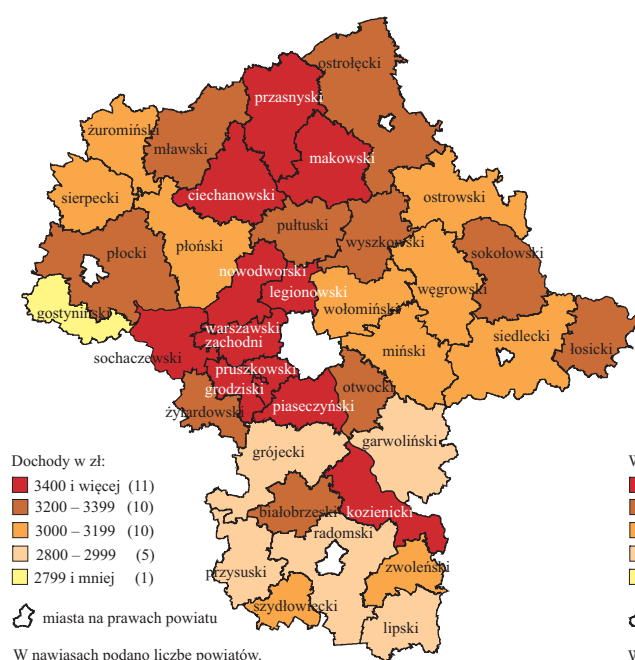 ostrołęcki
przasnyski
żuromiński
mławski
makowski
ciechanowski
sierpecki
ostrowski
pułtuski
wyszkowski
płocki
płoński
sokołowski
nowodworski
legionowski
węgrowski
gostyniński
wołomiński
warszawski
zachodni
siedlecki
sochaczewski
miński
łosicki
pruszkowski
grodziski
otwocki
piaseczyński
żyrardowski
garwoliński
grójecki
białobrzeski
kozienicki
radomski
przysuski
zwoleński
szydłowiecki
lipski
Dochody w zł:
3400 i więcej (11)
3200 – 3399 (10)
3000 – 3199 (10)
2800 – 2999 (5)
2799 i mniej (1)
miasta na prawach powiatu
W nawiasach podano liczbę powiatów.
W
W